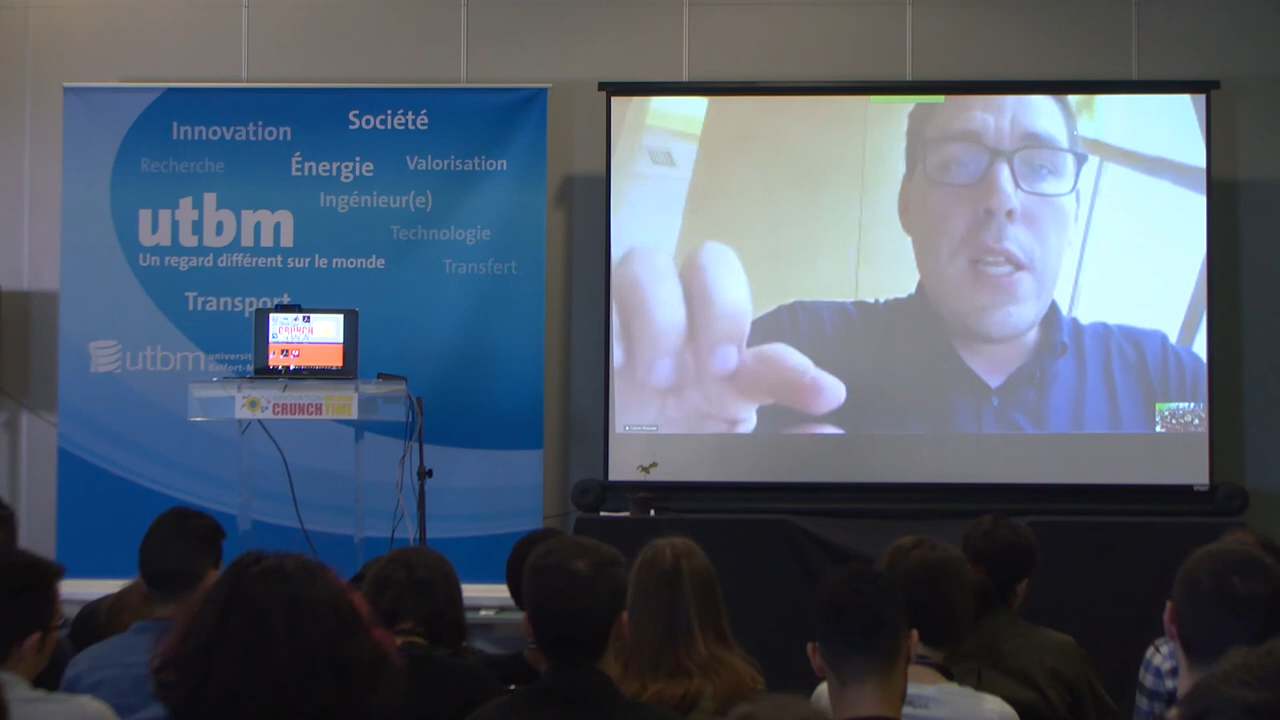 Innovation
Société
Recherche
Énergie
Valorisation
Ingénieur(e)
utbm
Technologie
Un regard différent sur le monde
Transfert
Transport
utbm
CRUNCH
INNOVATION
CRUNCH TIME